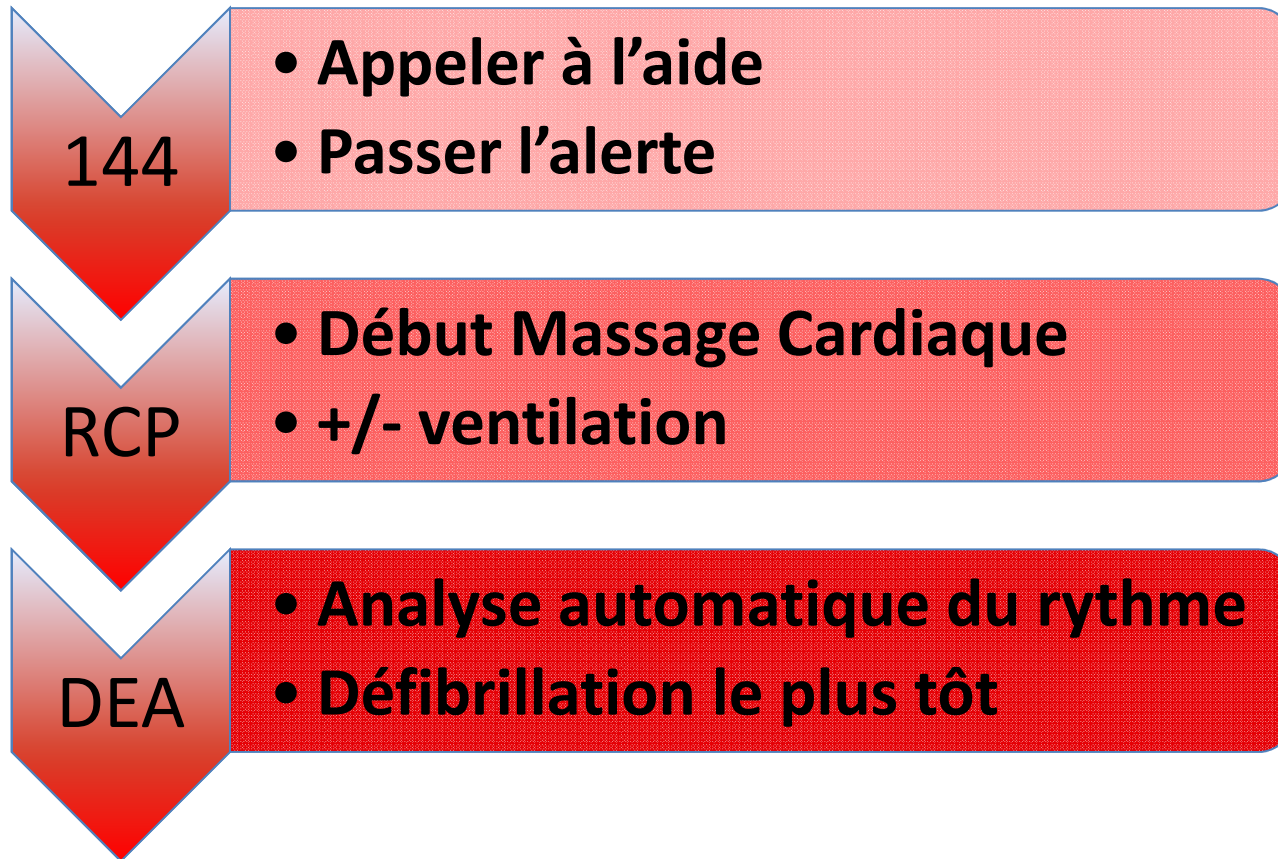 144
• Appeler à l’aide
• Passer l’alerte
RCP
• Début Massage Cardiaque
• +/- ventilation
DEA
• Analyse automatique du rythme
• Défibrillation le plus tôt